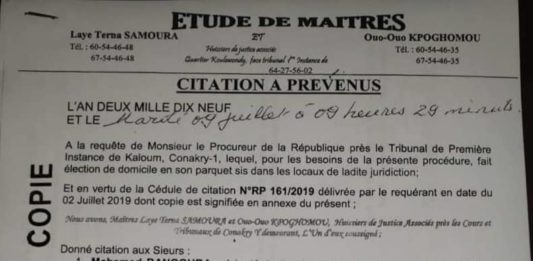 ETUDE DE MAITRES
Laye Terna SAMOURA ET Ouo-Ouo KPOGHOMOU
Tél. : 60-54-46-48 Huissiers de justice associés Tél. : 60-54-46-35
67-54-46-48 Quartier Koulewondy, face tribunal 1ère Instance de 64-54-46-35
64-27-56-02
CITATION A PREVENUS
L'AN DEUX MILLE DIX NEUF
ET LE Mardi 09 juillet à 09 heures 29 minuts.
A la requête de Monsieur le Procureur de la République près le Tribunal de Première
Instance de Kaloum, Conakry-1, lequel, pour les besoins de la présente procédure, fait
élection de domicile en son parquet sis dans les locaux de ladite juridiction;
Et en vertu de la Cédule de citation N°RP 161/2019 délivrée par le requérant en date du
02 Juillet 2019 dont copie est signifiée en annexe du présent ;
Nous avons, Maîtres Laye Terna SAMOURA et Ouo-Ouo KPOGHOMOU, Huissiers de Justice Associés près les Cours et
Tribunaux de Conakry Y demeurant, L'Un d'eux soussigné ;
Donné citation aux Sieurs :
COPIE